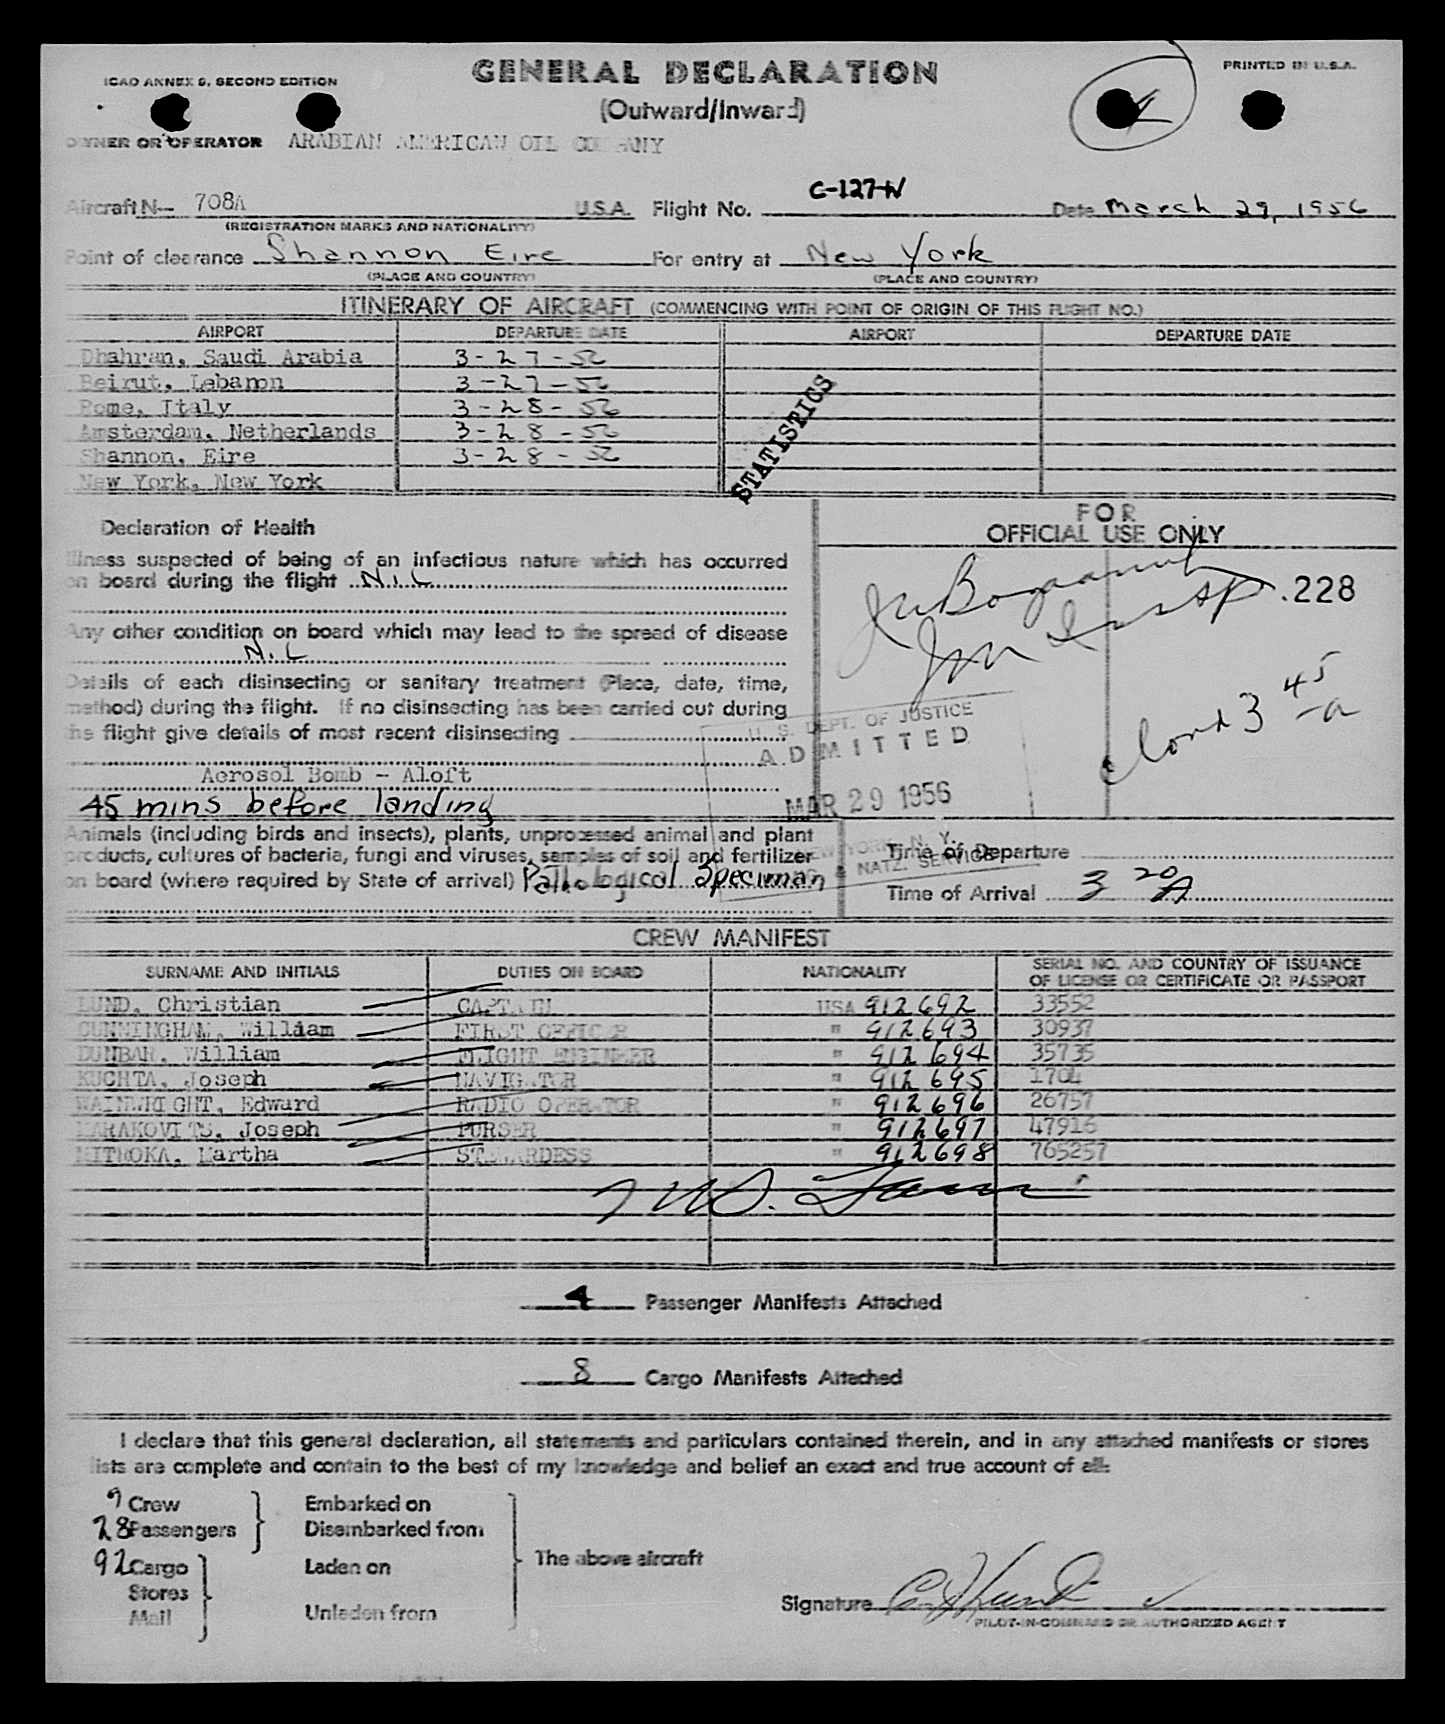 ICAO ANNEX 9, SECOND EDITION
GENERAL DECLARATION
PRINTED IN U.S.A.
(Outward/Inward)
OWNER OR OPERATOR ARABIAN AMERICAN OIL COMPANY
Aircraft N— 708A U.S.A. Flight No. C-127-N Date March 29, 1956
(REGISTRATION MARKS AND NATIONALITY)
Point of clearance Shannon Eire For entry at New York
(PLACE AND COUNTRY) (PLACE AND COUNTRY)
ITINERARY OF AIRCRAFT (COMMENCING WITH POINT OF ORIGIN OF THIS FLIGHT NO.)
AIRPORT DEPARTURE DATE AIRPORT DEPARTURE DATE
Dhahran, Saudi Arabia 3-27-56
Beirut, Lebanon 3-27-56
Rome, Italy 3-28-56
Amsterdam, Netherlands 3-28-56
Shannon, Eire 3-28-56
New York, New York
STATISTICS
Declaration of Health
Illness suspected of being of an infectious nature which has occurred
on board during the flight N.I.L
Any other condition on board which may lead to the spread of disease
N.I.L
Details of each disinsecting or sanitary treatment (Place, date, time,
method) during the flight. If no disinsecting has been carried out during
the flight give details of most recent disinsecting
Aerosol Bomb - Aloft
45 mins before landing
Animals (including birds and insects), plants, unprocessed animal and plant
products, cultures of bacteria, fungi and viruses, samples of soil and fertilizer
on board (where required by State of arrival) Pathological Speciman
FOR
OFFICIAL USE ONLY
.228
3 45
a
U. S. DEPT. OF JUSTICE
ADMITTED
MAR 29 1956
NEW YORK, N. Y.
NATZ. SERVICE
Time of Departure
Time of Arrival 3 20 A
CREW MANIFEST
SURNAME AND INITIALS DUTIES ON BOARD NATIONALITY SERIAL NO. AND COUNTRY OF ISSUANCE
OF LICENSE OR CERTIFICATE OR PASSPORT
LUND, Christian CAPTAIN USA 912692 33552
CUNNINGHAM, William FIRST OFFICER " 912693 30937
DUNBAR, William FLIGHT ENGINEER " 912694 35735
KUCHTA, Joseph NAVIGATOR " 912695 1704
WAINWRIGHT, Edward RADIO OPERATOR " 912696 26757
MARAKOVITS, Joseph PURSER " 912697 47916
MITHOKA, Martha STEWARDESS " 912698 765257
4 Passenger Manifests Attached
8 Cargo Manifests Attached
I declare that this general declaration, all statements and particulars contained therein, and in any attached manifests or stores
lists are complete and contain to the best of my knowledge and belief an exact and true account of all:
9 Crew Embarked on
28 Passengers Disembarked from
92 Cargo Laden on The above aircraft
Stores
Mail Unladen from
Signature
PILOT-IN-COMMAND OR AUTHORIZED AGENT